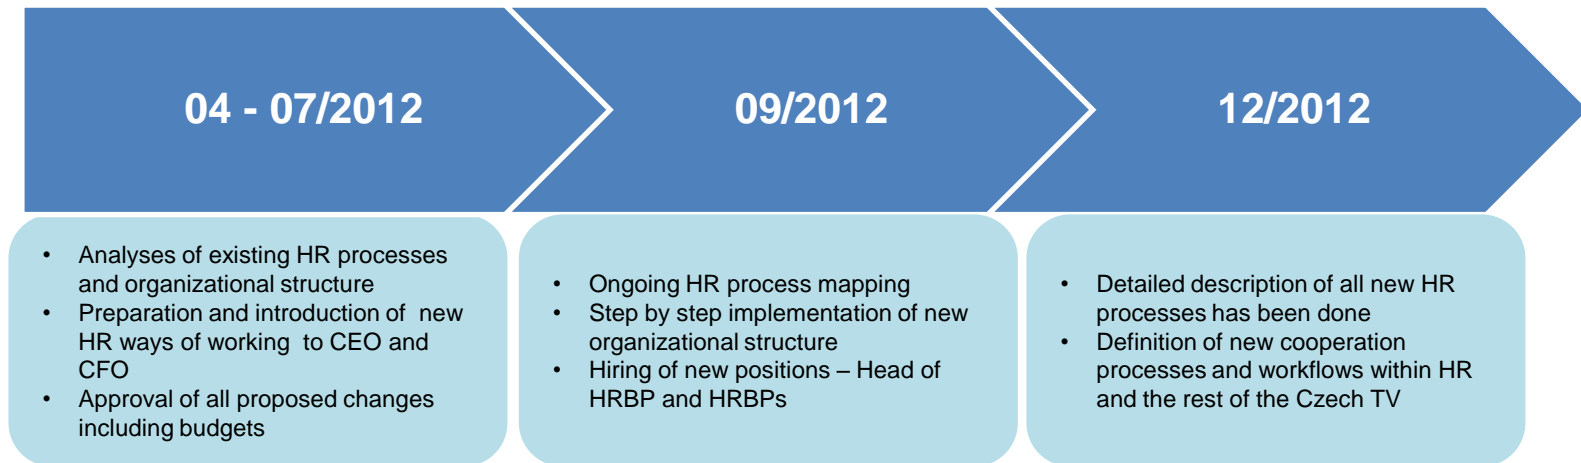 04 - 07/2012
09/2012
12/2012
• Analyses of existing HR processes
and organizational structure
• Preparation and introduction of new
HR ways of working to CEO and
CFO
• Approval of all proposed changes
including budgets
• Ongoing HR process mapping
• Step by step implementation of new
organizational structure
• Hiring of new positions – Head of
HRBP and HRBPs
• Detailed description of all new HR
processes has been done
• Definition of new cooperation
processes and workflows within HR
and the rest of the Czech TV